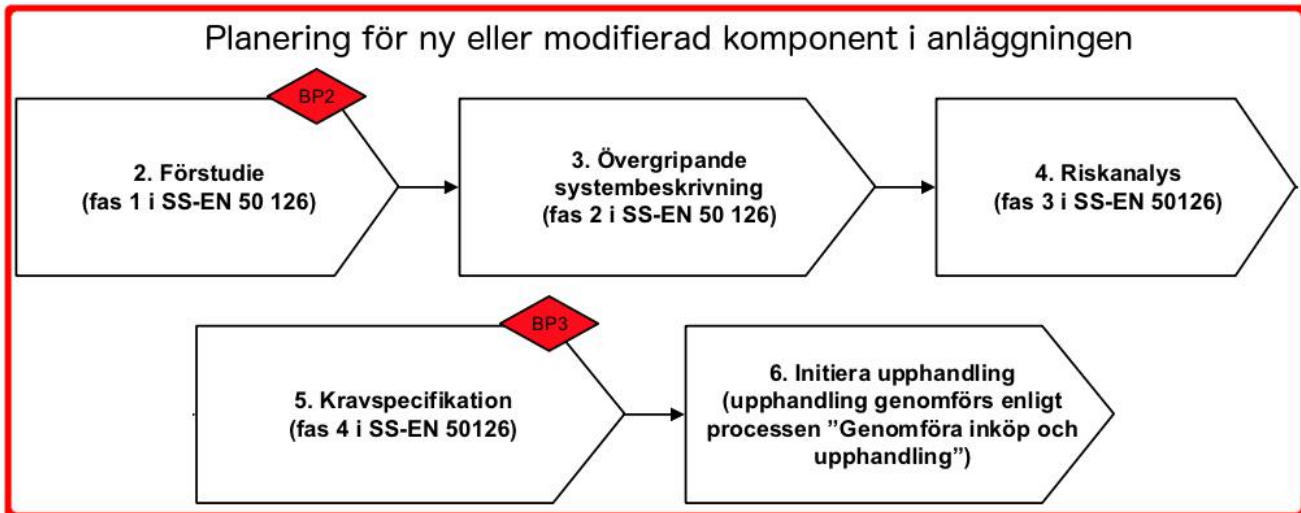 Planering för ny eller modifierad komponent i anläggningen
BP2
2. Förstudie
(fas 1 i SS-EN 50 126)
3. Övergripande
systembeskrivning
(fas 2 i SS-EN 50 126)
4. Riskanalys
(fas 3 i SS-EN 50126)
BP3
5. Kravspecifikation
(fas 4 i SS-EN 50126)
6. Initiera upphandling
(upphandling genomförs enligt
processen ”Genomföra inköp och
upphandling”)